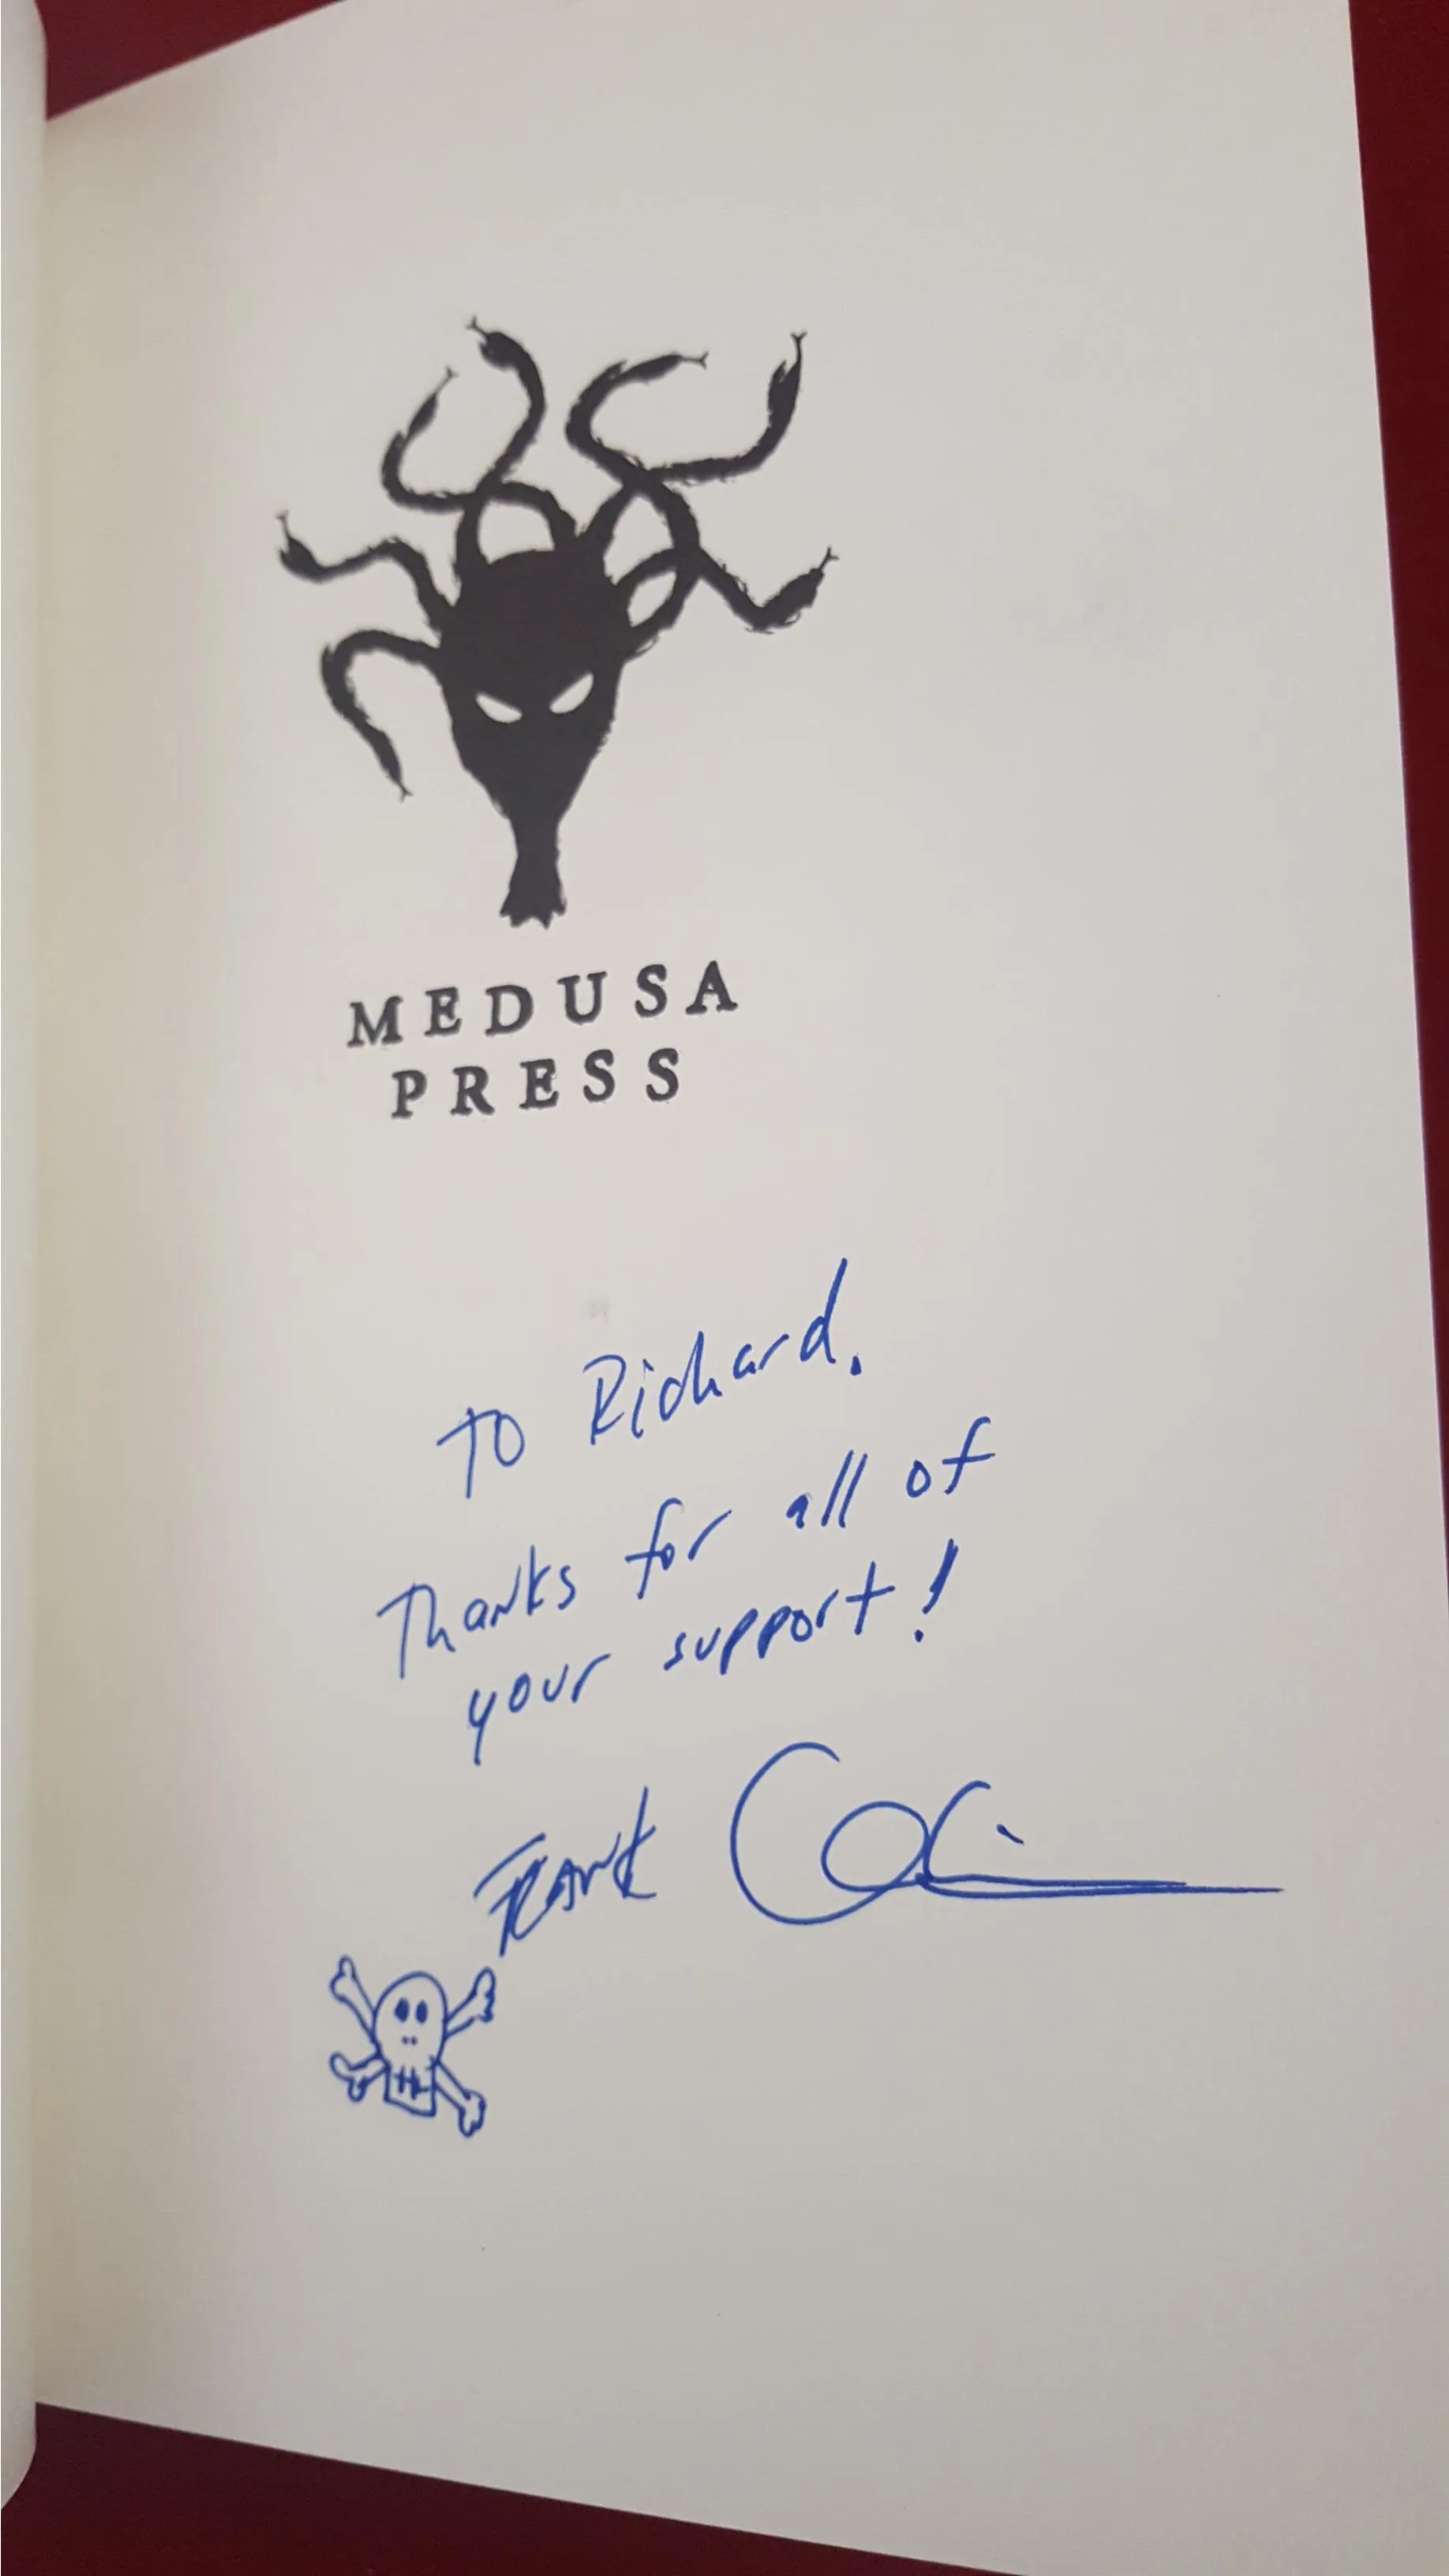 MEDUSA
PRESS
To Richard.
Thanks for all of
your support!
Frank